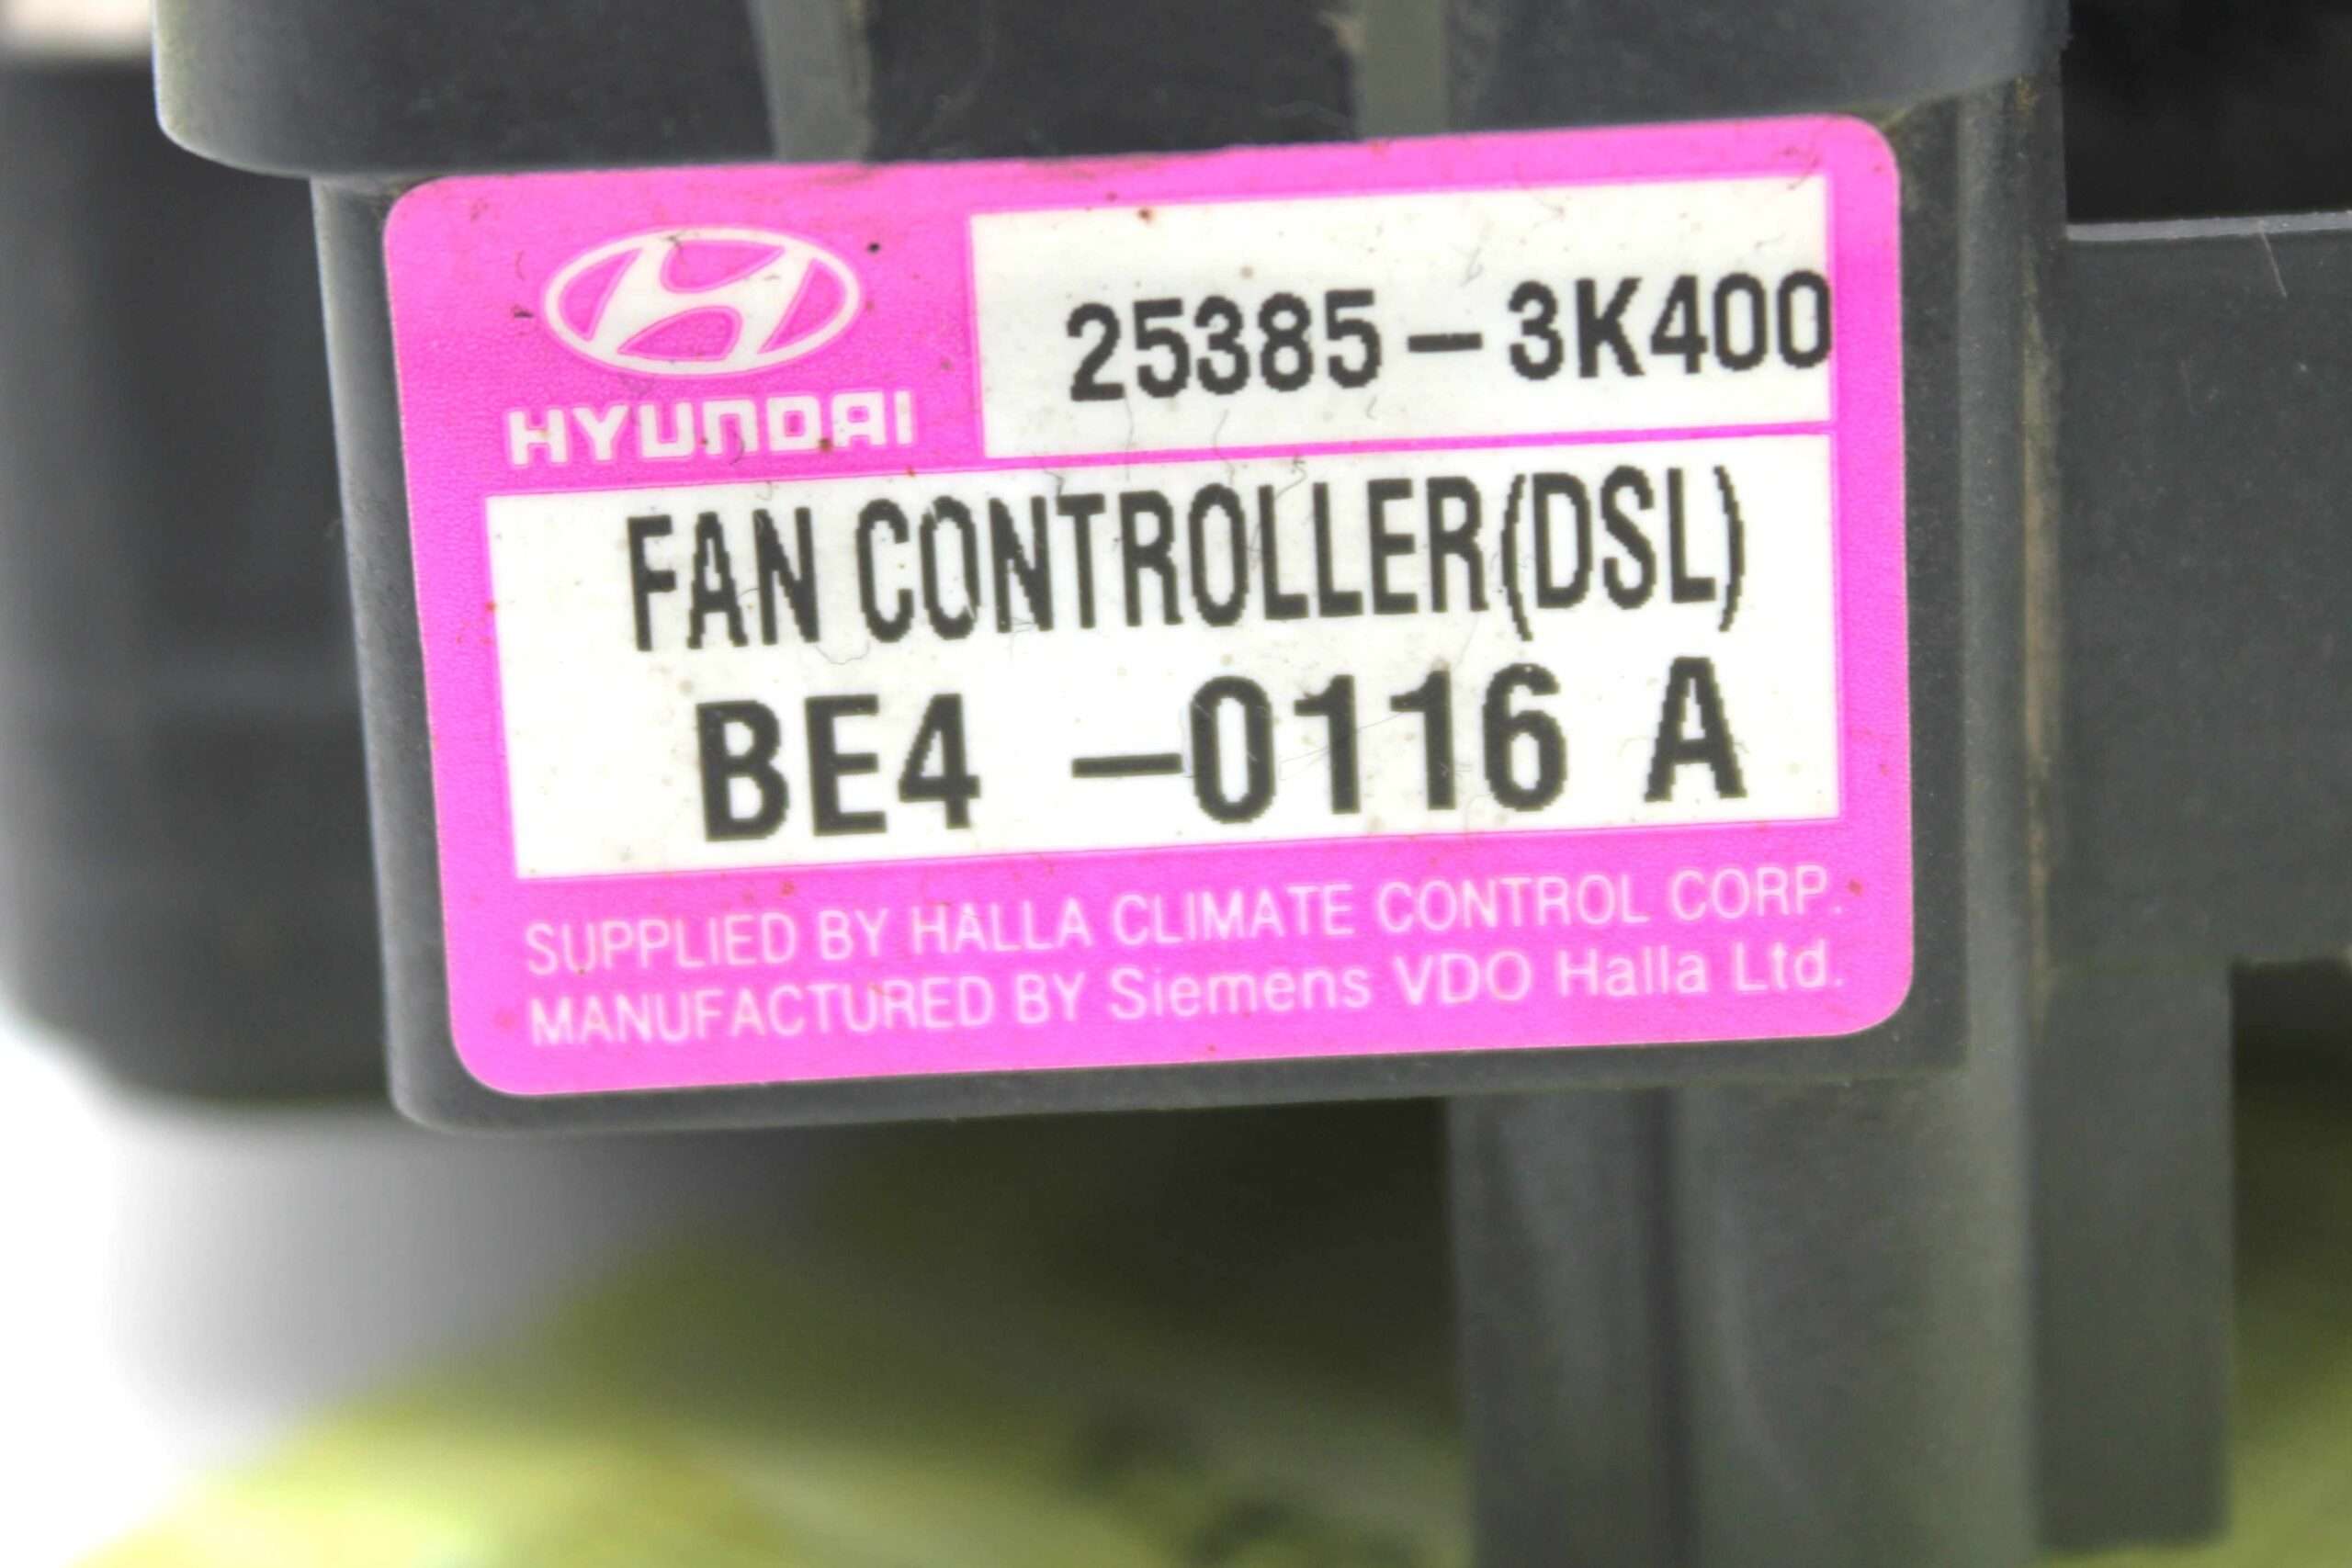 HYUNDAI
25385-3K400
FAN CONTROLLER(DSL)
BE4 -0116 A
SUPPLIED BY HALLA CLIMATE CONTROL CORP.
MANUFACTURED BY Siemens VDO Halla Ltd.